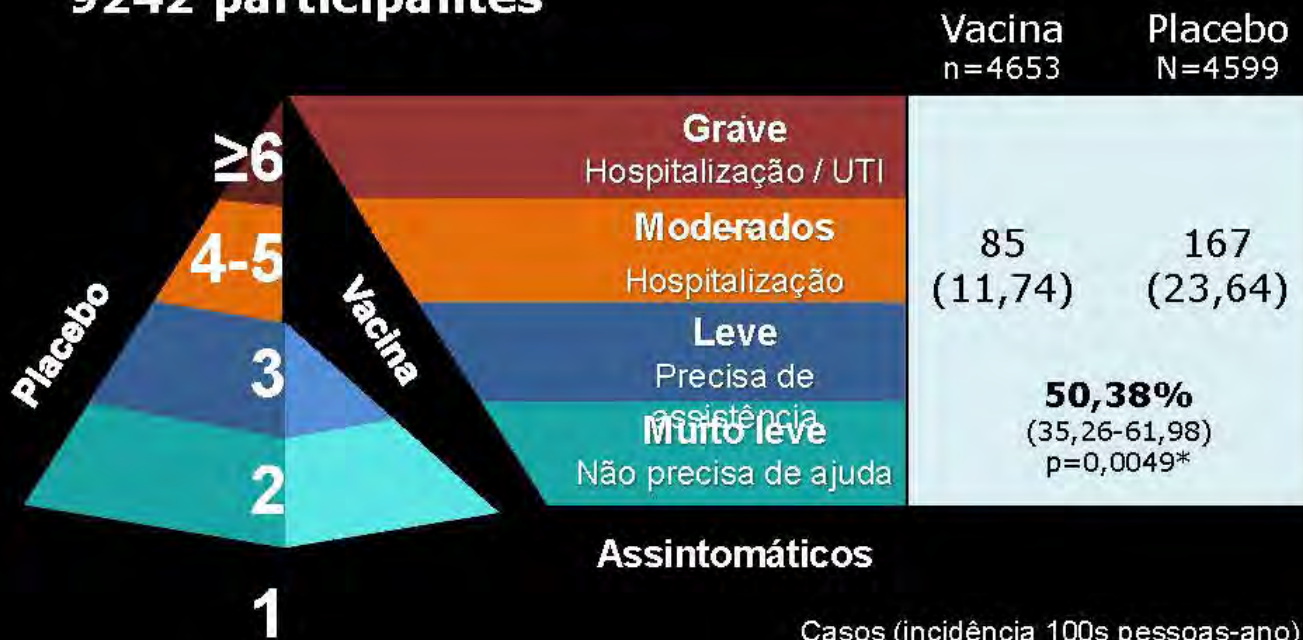 9242 participantes
Vacina
n=4653
Placebo
N=4599
≥6
4-5
3
2
1
Placebo
Vacina
Grave
Hospitalização / UTI
Moderados
Hospitalização
Leve
Precisa de
assistência
Muito leve
Não precisa de ajuda
Assintomáticos
85
(11,74)
167
(23,64)
50,38%
(35,26-61,98)
p=0,0049*
Casos (incidência 100s pessoas-ano)